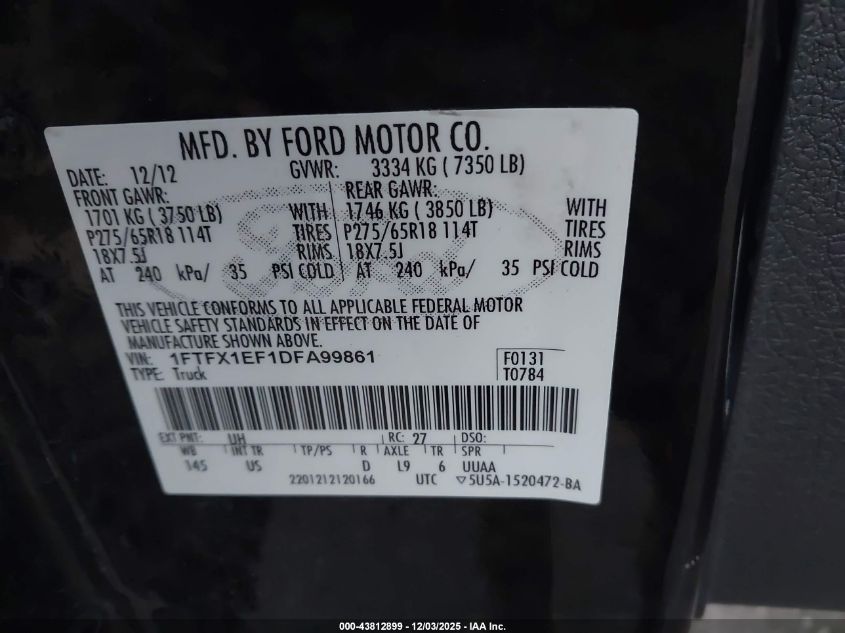 MFD. BY FORD MOTOR CO.
DATE: 12/12 GVWR: 3334 KG ( 7350 LB)
FRONT GAWR: REAR GAWR:
1701 KG ( 3750 LB) WITH 1746 KG ( 3850 LB) WITH
P275/65R18 114T TIRES P275/65R18 114T TIRES
18X7.5J RIMS 18X7.5J RIMS
AT 240 kPa/ 35 PSI COLD AT 240 kPa/ 35 PSI COLD
Ford
THIS VEHICLE CONFORMS TO ALL APPLICABLE FEDERAL MOTOR
VEHICLE SAFETY STANDARDS IN EFFECT ON THE DATE OF
MANUFACTURE SHOWN ABOVE.
VIN: 1FTFX1EF1DFA99861 F0131
TYPE: Truck T0784
EXT PNT: UH RC: 27 DSO:
WB INT TR TP/PS R AXLE TR SPR
145 US D L9 6 UUAA
2201212120166 UTC ▽5U5A-1520472-BA
000-43812899 - 12/03/2025 - IAA Inc.